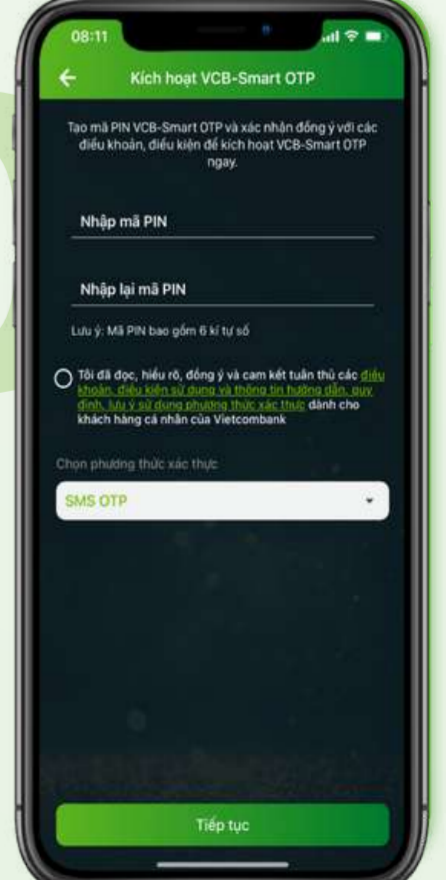 08:11
Kích hoạt VCB-Smart OTP
Tạo mã PIN VCB-Smart OTP và xác nhận đồng ý với các
điều khoản, điều kiện để kích hoạt VCB-Smart OTP
ngay.
Nhập mã PIN
Nhập lại mã PIN
Lưu ý: Mã PIN bao gồm 6 kí tự số
Tôi đã đọc, hiểu rõ, đồng ý và cam kết tuân thủ các điều
khoản, điều kiện sử dụng và thông tin hướng dẫn, quy
định, lưu ý sử dụng phương thức xác thực dành cho
khách hàng cá nhân của Vietcombank
Chọn phương thức xác thực
SMS OTP
Tiếp tục